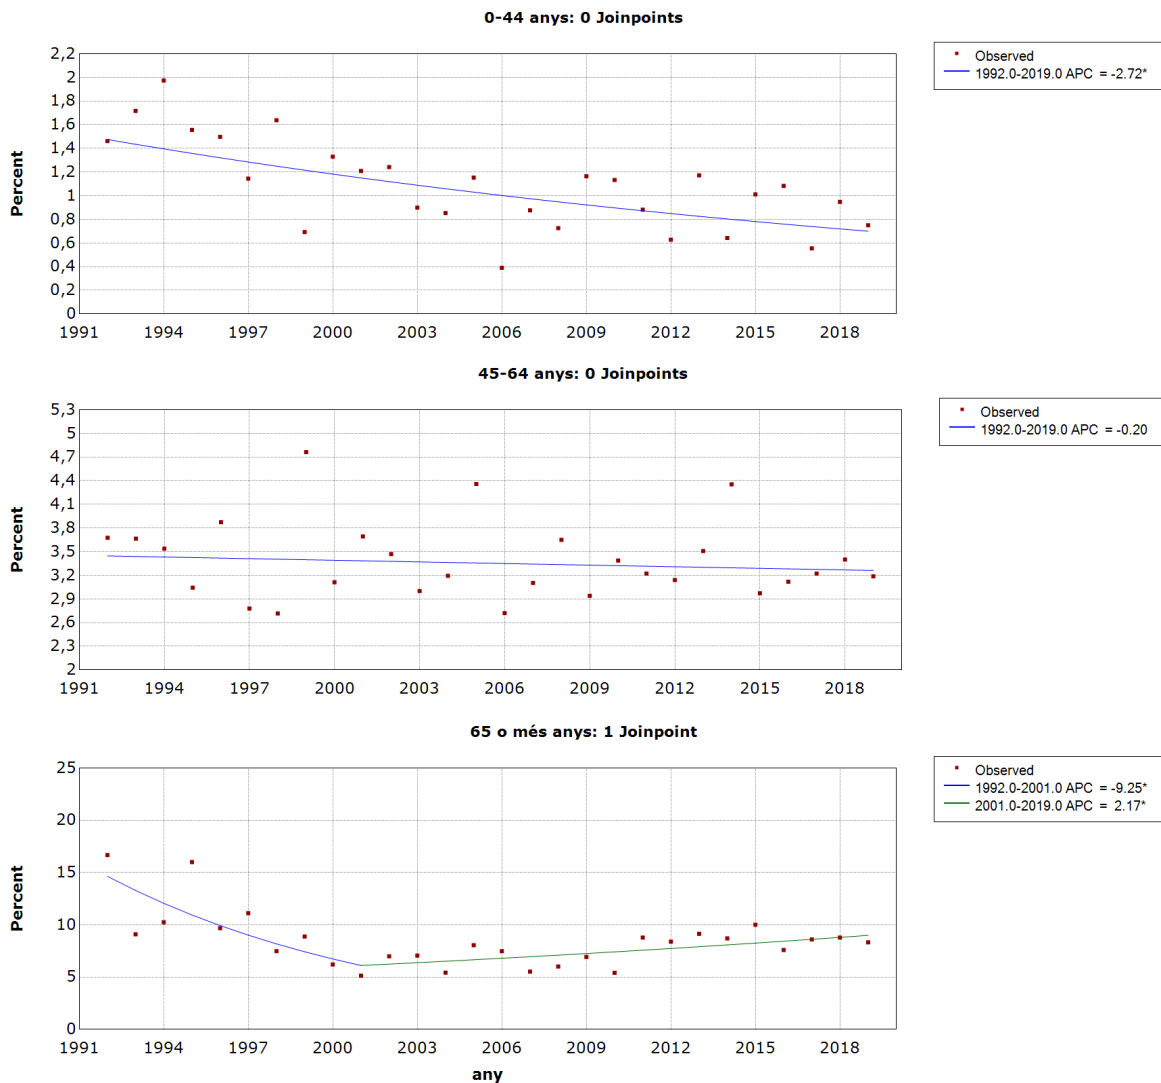 0-44 anys: 0 Joinpoints
Percent
2,2
2
1,8
1,6
1,4
1,2
1
0,8
0,6
0,4
0,2
0
1991 1994 1997 2000 2003 2006 2009 2012 2015 2018
Observed
1992.0-2019.0 APC = -2.72*
45-64 anys: 0 Joinpoints
Percent
5,3
5
4,7
4,4
4,1
3,8
3,5
3,2
2,9
2,6
2,3
2
1991 1994 1997 2000 2003 2006 2009 2012 2015 2018
Observed
1992.0-2019.0 APC = -0.20
65 o més anys: 1 Joinpoint
Percent
25
20
15
10
5
0
1991 1994 1997 2000 2003 2006 2009 2012 2015 2018
any
Observed
1992.0-2001.0 APC = -9.25*
2001.0-2019.0 APC = 2.17*